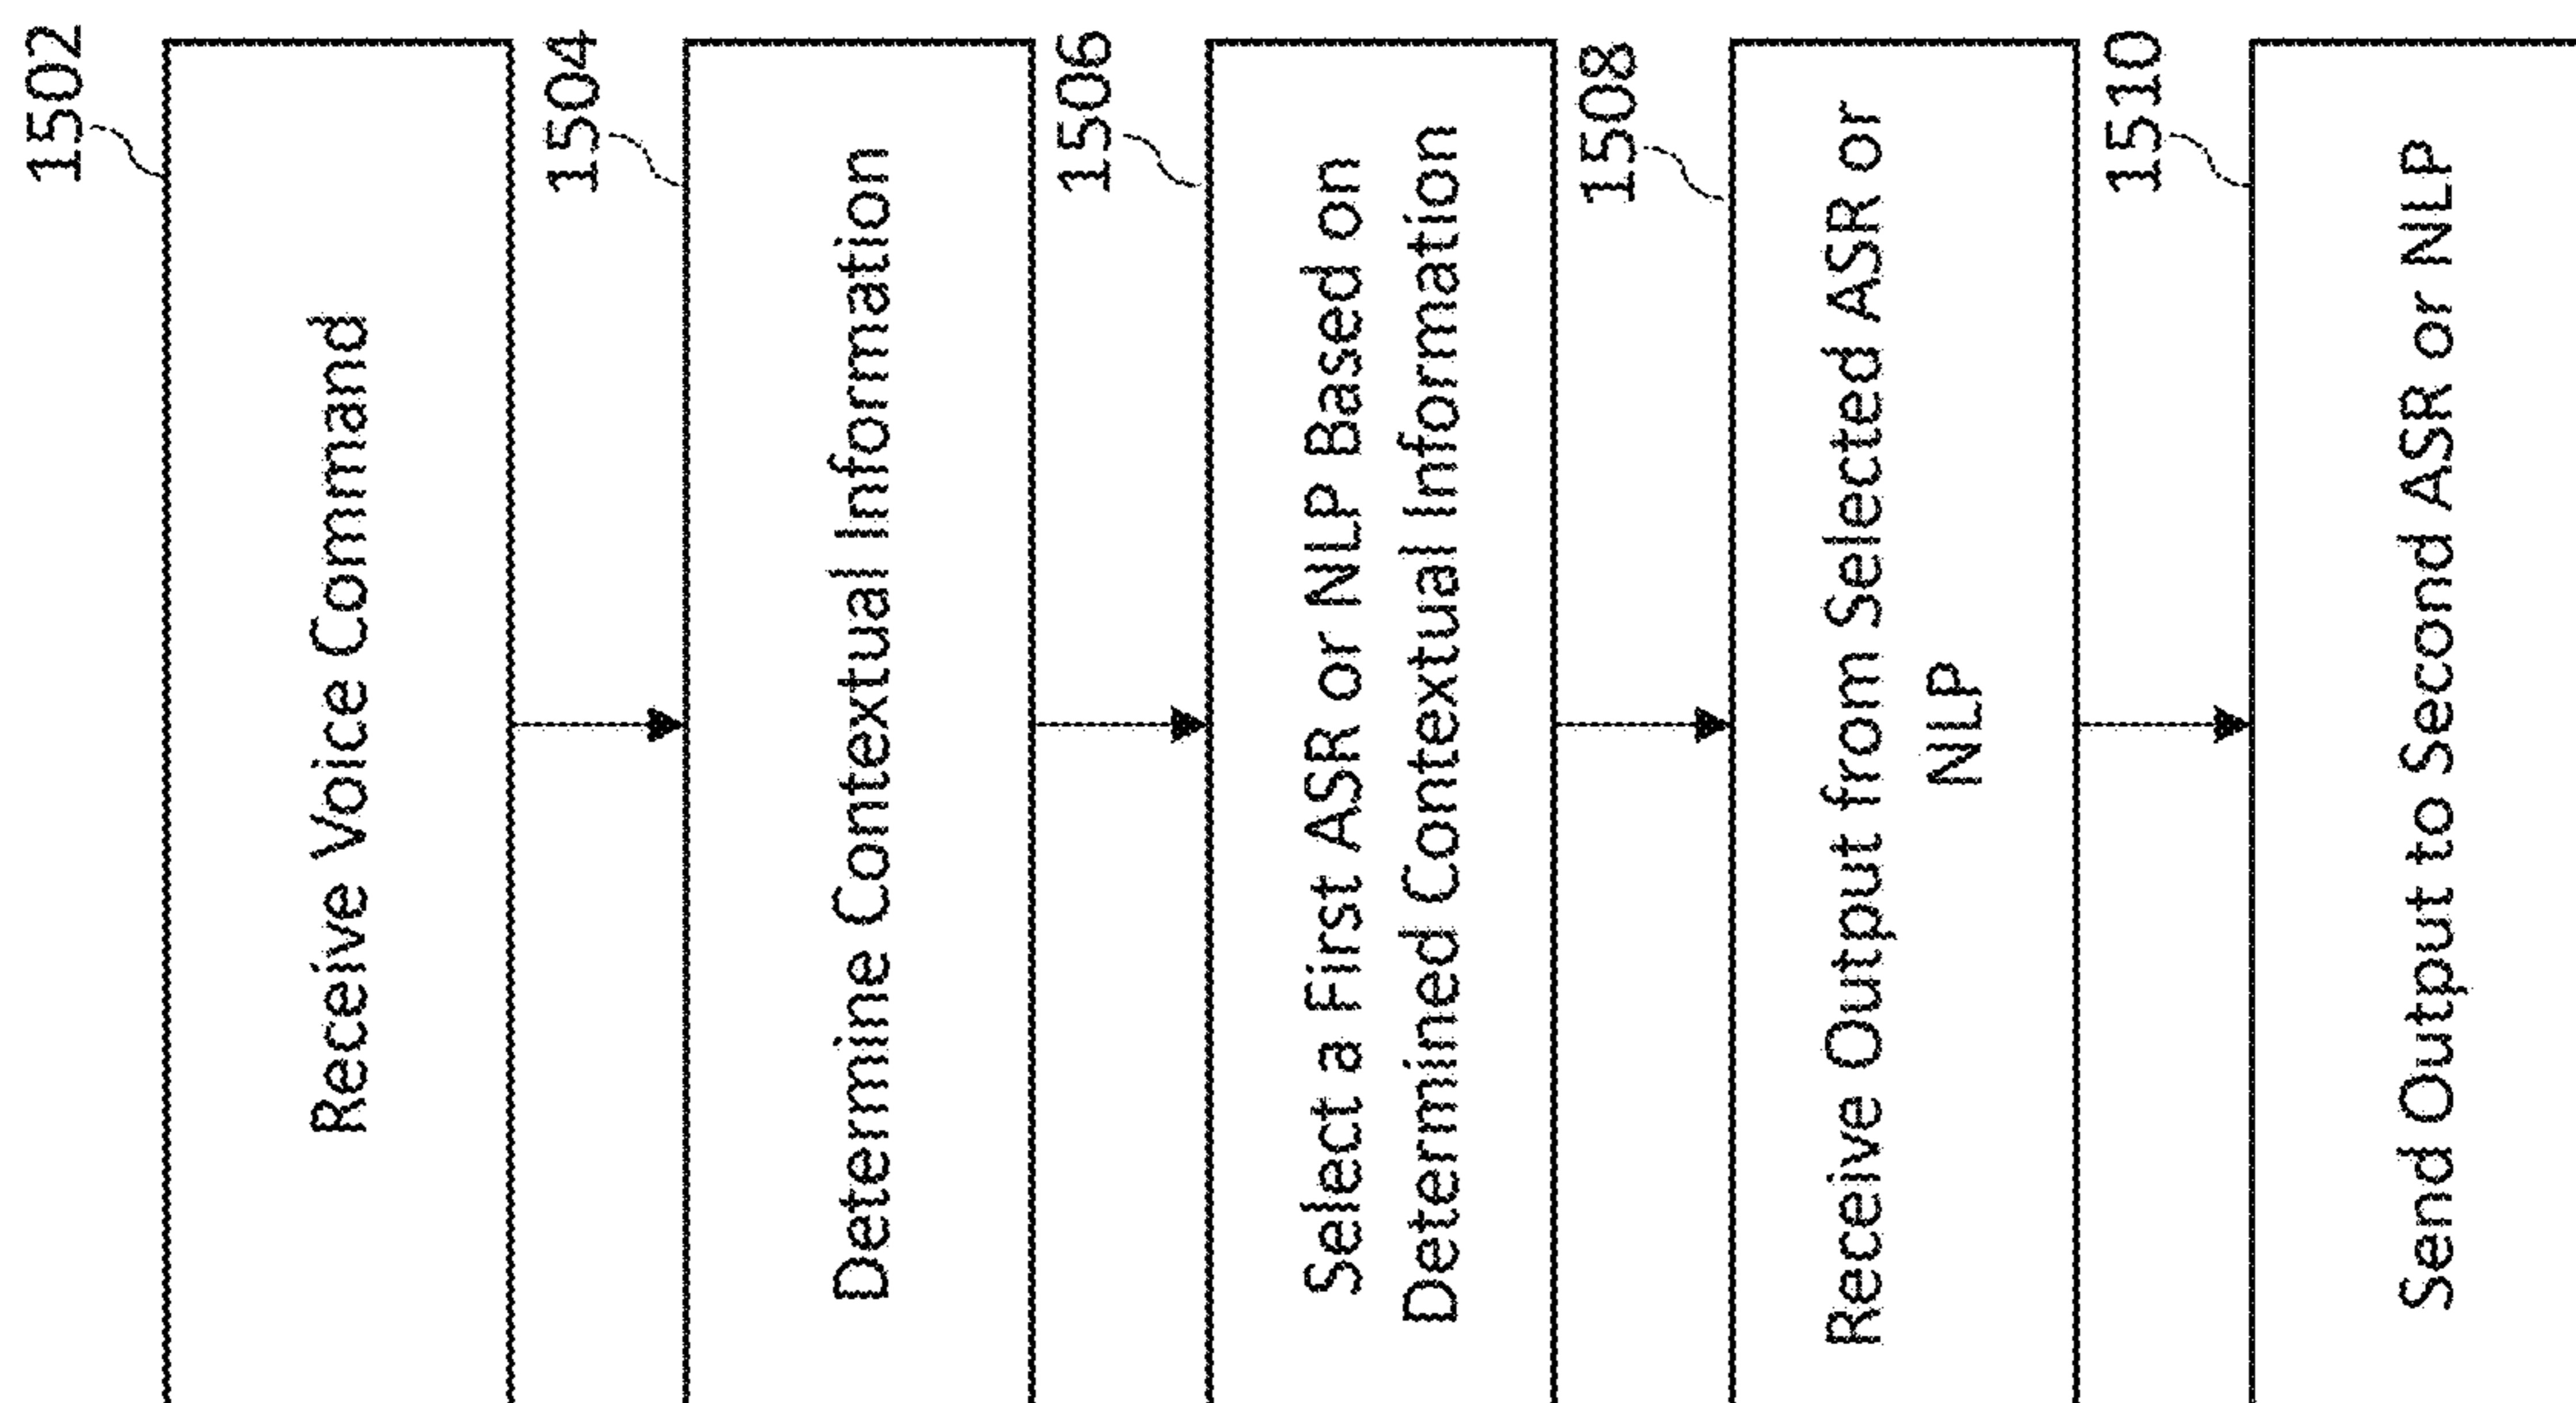 1502
Receive Voice Command
1504
Determine Contextual Information
1506
Select a First ASR or NLP Based on
Determined Contextual Information
1508
Receive Output from Selected ASR or
NLP
1510
Send Output to Second ASR or NLP